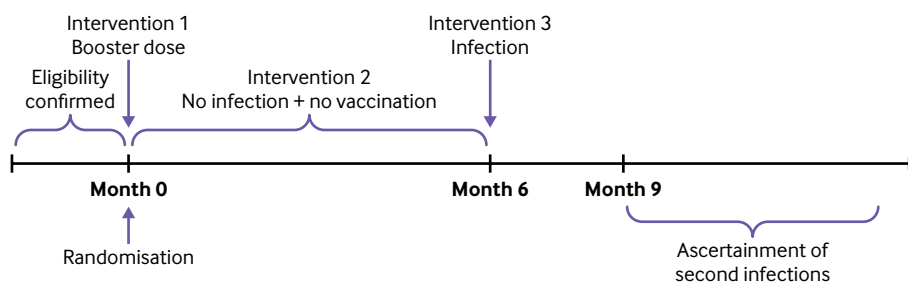 Intervention 1
Booster dose
Intervention 3
Infection
Eligibility
confirmed
Intervention 2
No infection + no vaccination
Month 0
Month 6
Month 9
Randomisation
Ascertainment of
second infections